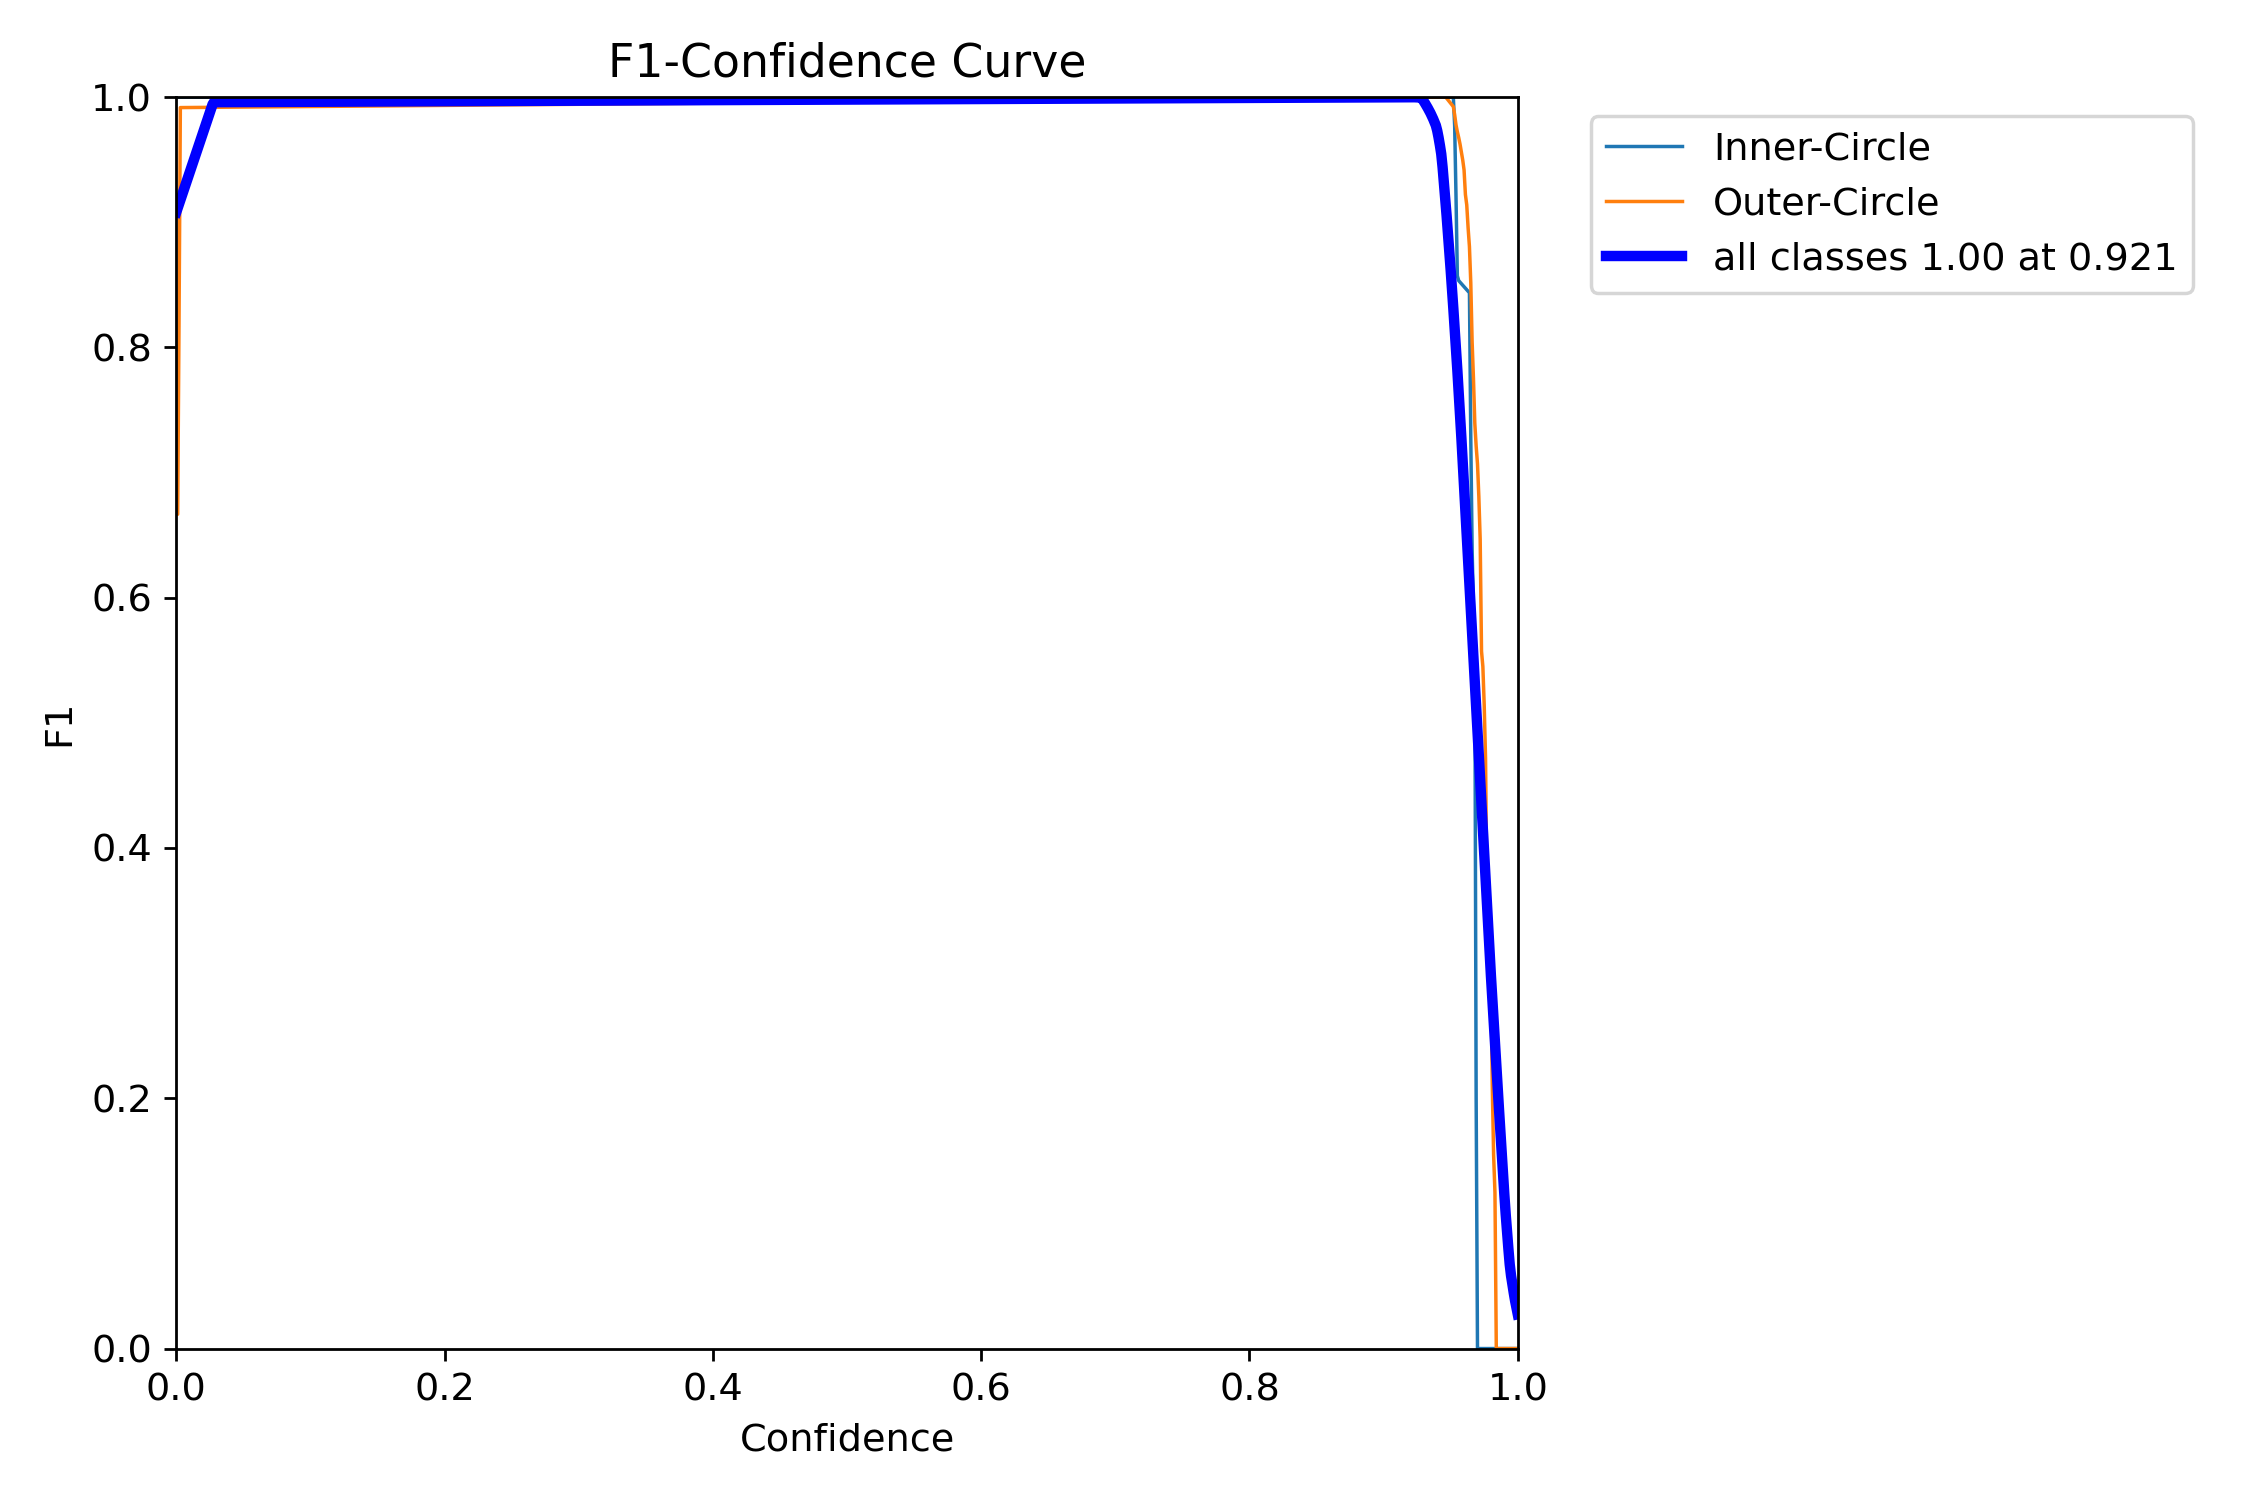 F1-Confidence Curve
1.0
0.8
0.6
0.4
0.2
0.0
F1
0.0 0.2 0.4 0.6 0.8 1.0
Confidence
Inner-Circle
Outer-Circle
all classes 1.00 at 0.921